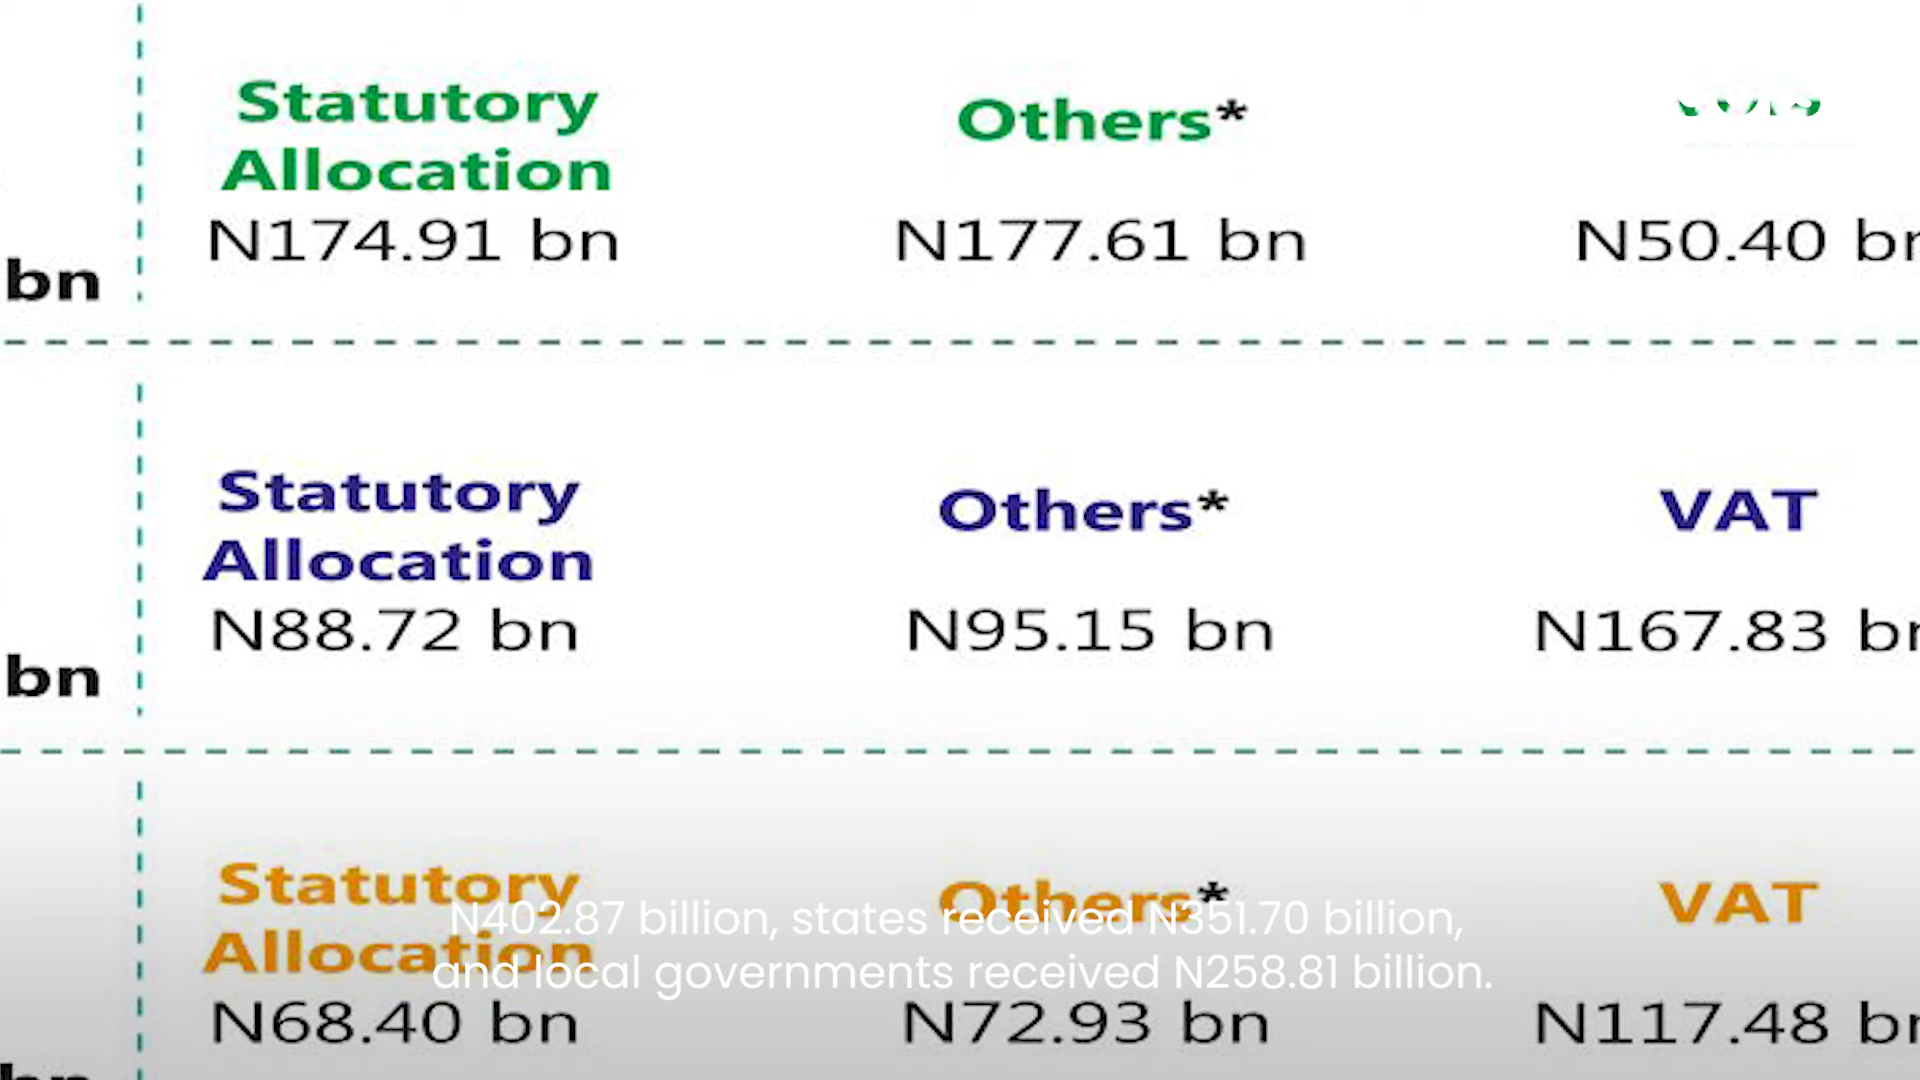 Statutory
Allocation
N174.91 bn
Others*
N177.61 bn
N50.40
bn
Statutory
Allocation
N88.72 bn
Others*
N95.15 bn
VAT
N167.83
bn
Statutory
Allocation
N68.40 bn
Others*
N72.93 bn
VAT
N117.48
bn
N402.87 billion, states received N351.70 billion,
and local governments received N258.81 billion.